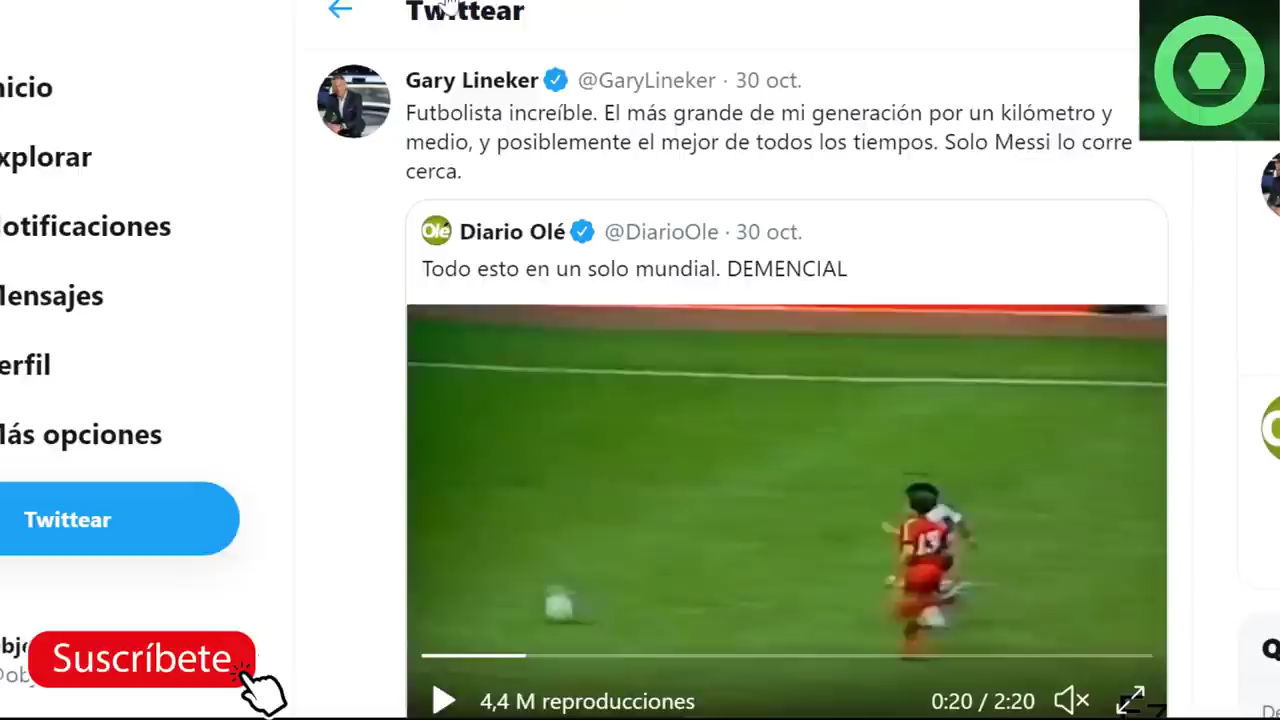 Twittear
nicio
xplorar
otificaciones
Mensajes
erfil
Más opciones
Twittear
Suscríbete
Gary Lineker @GaryLineker · 30 oct.
Futbolista increíble. El más grande de mi generación por un kilómetro y
medio, y posiblemente el mejor de todos los tiempos. Solo Messi lo corre
cerca.
Olé Diario Olé @DiarioOle · 30 oct.
Todo esto en un solo mundial. DEMENCIAL
13
4,4 M reproducciones
0:20 / 2:20